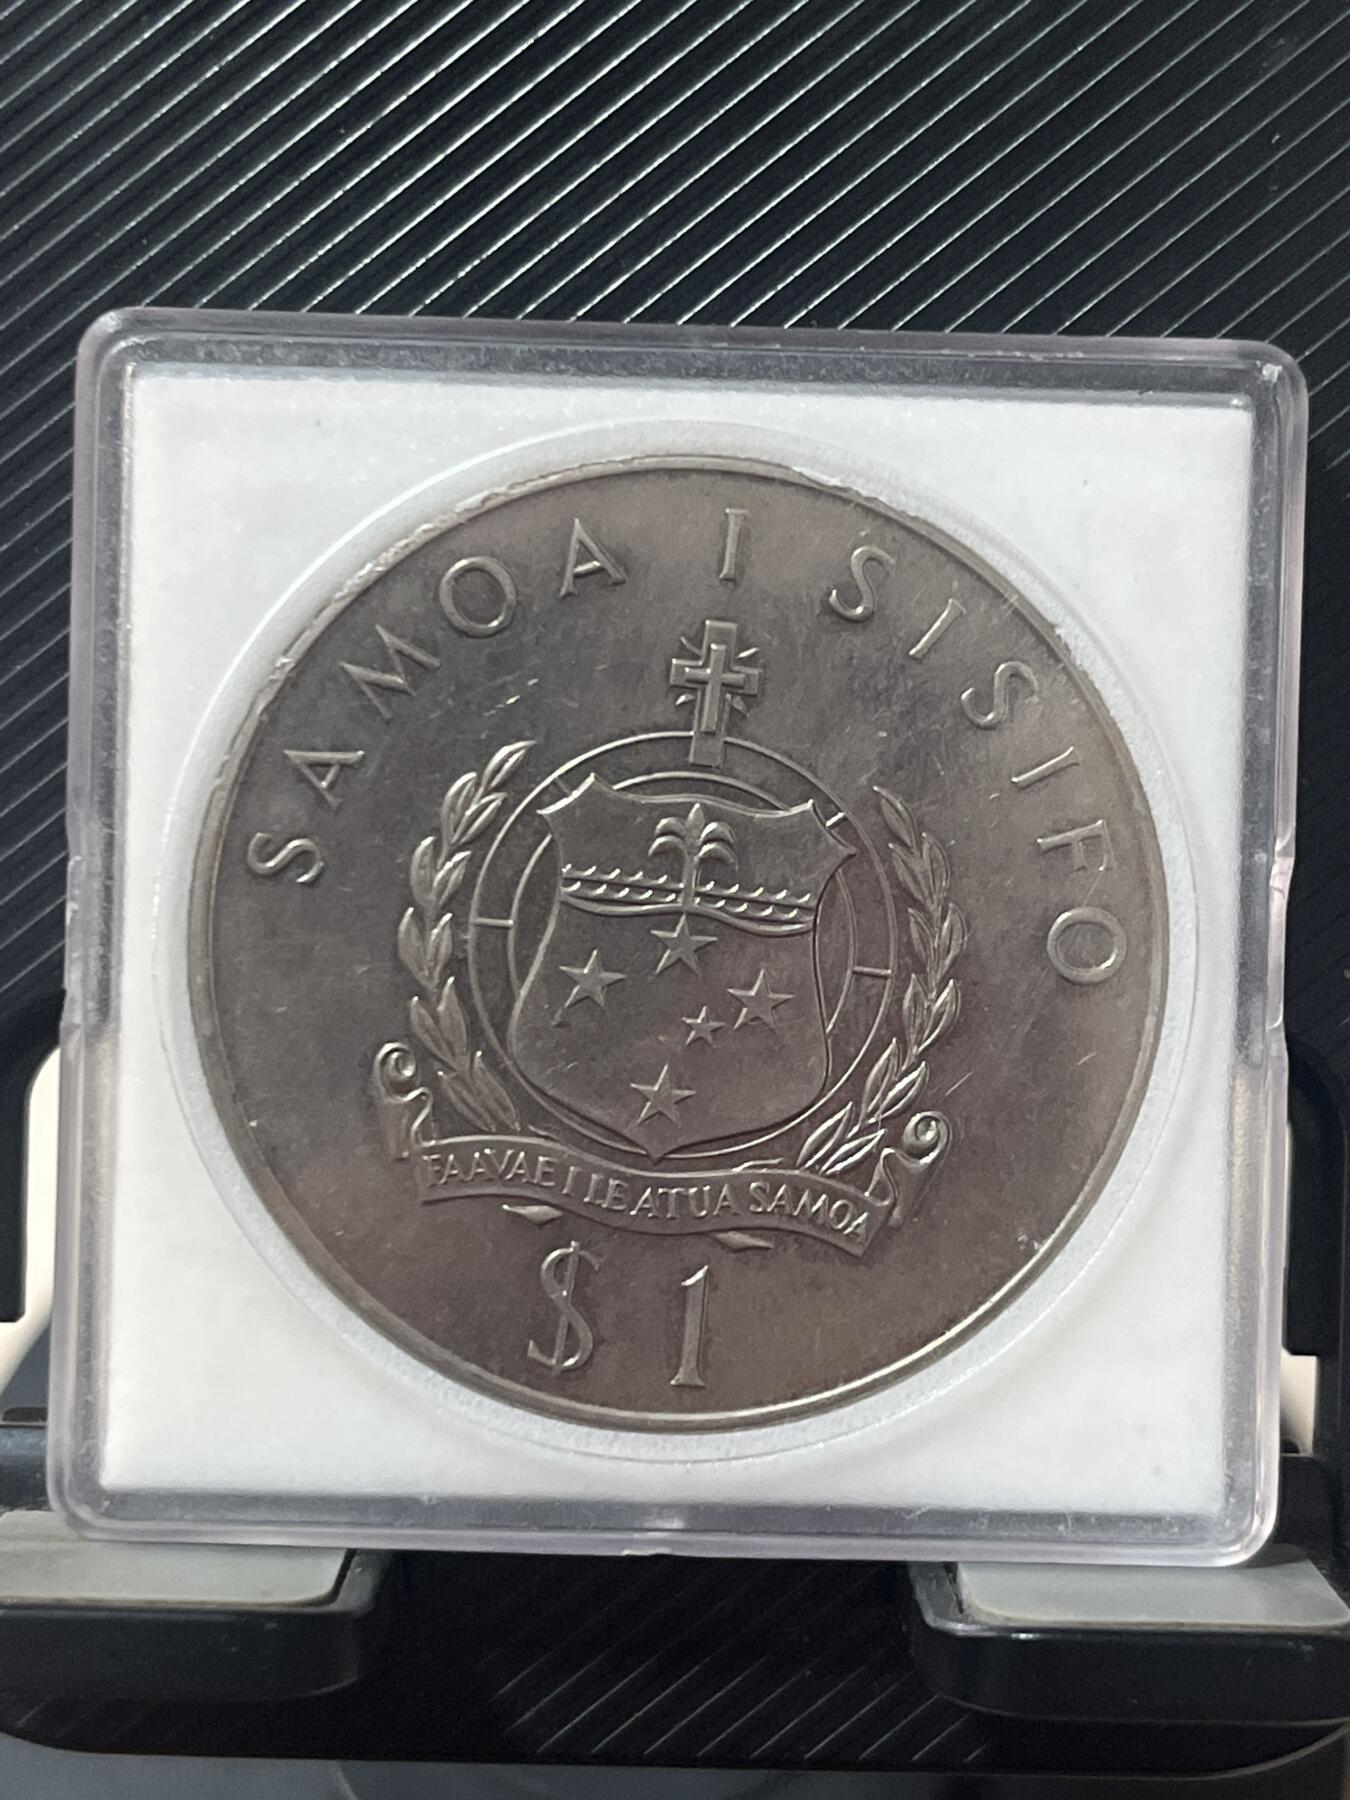 SAMOA I SISIFO
FAAVAE I LE ATUA SAMOA
$1